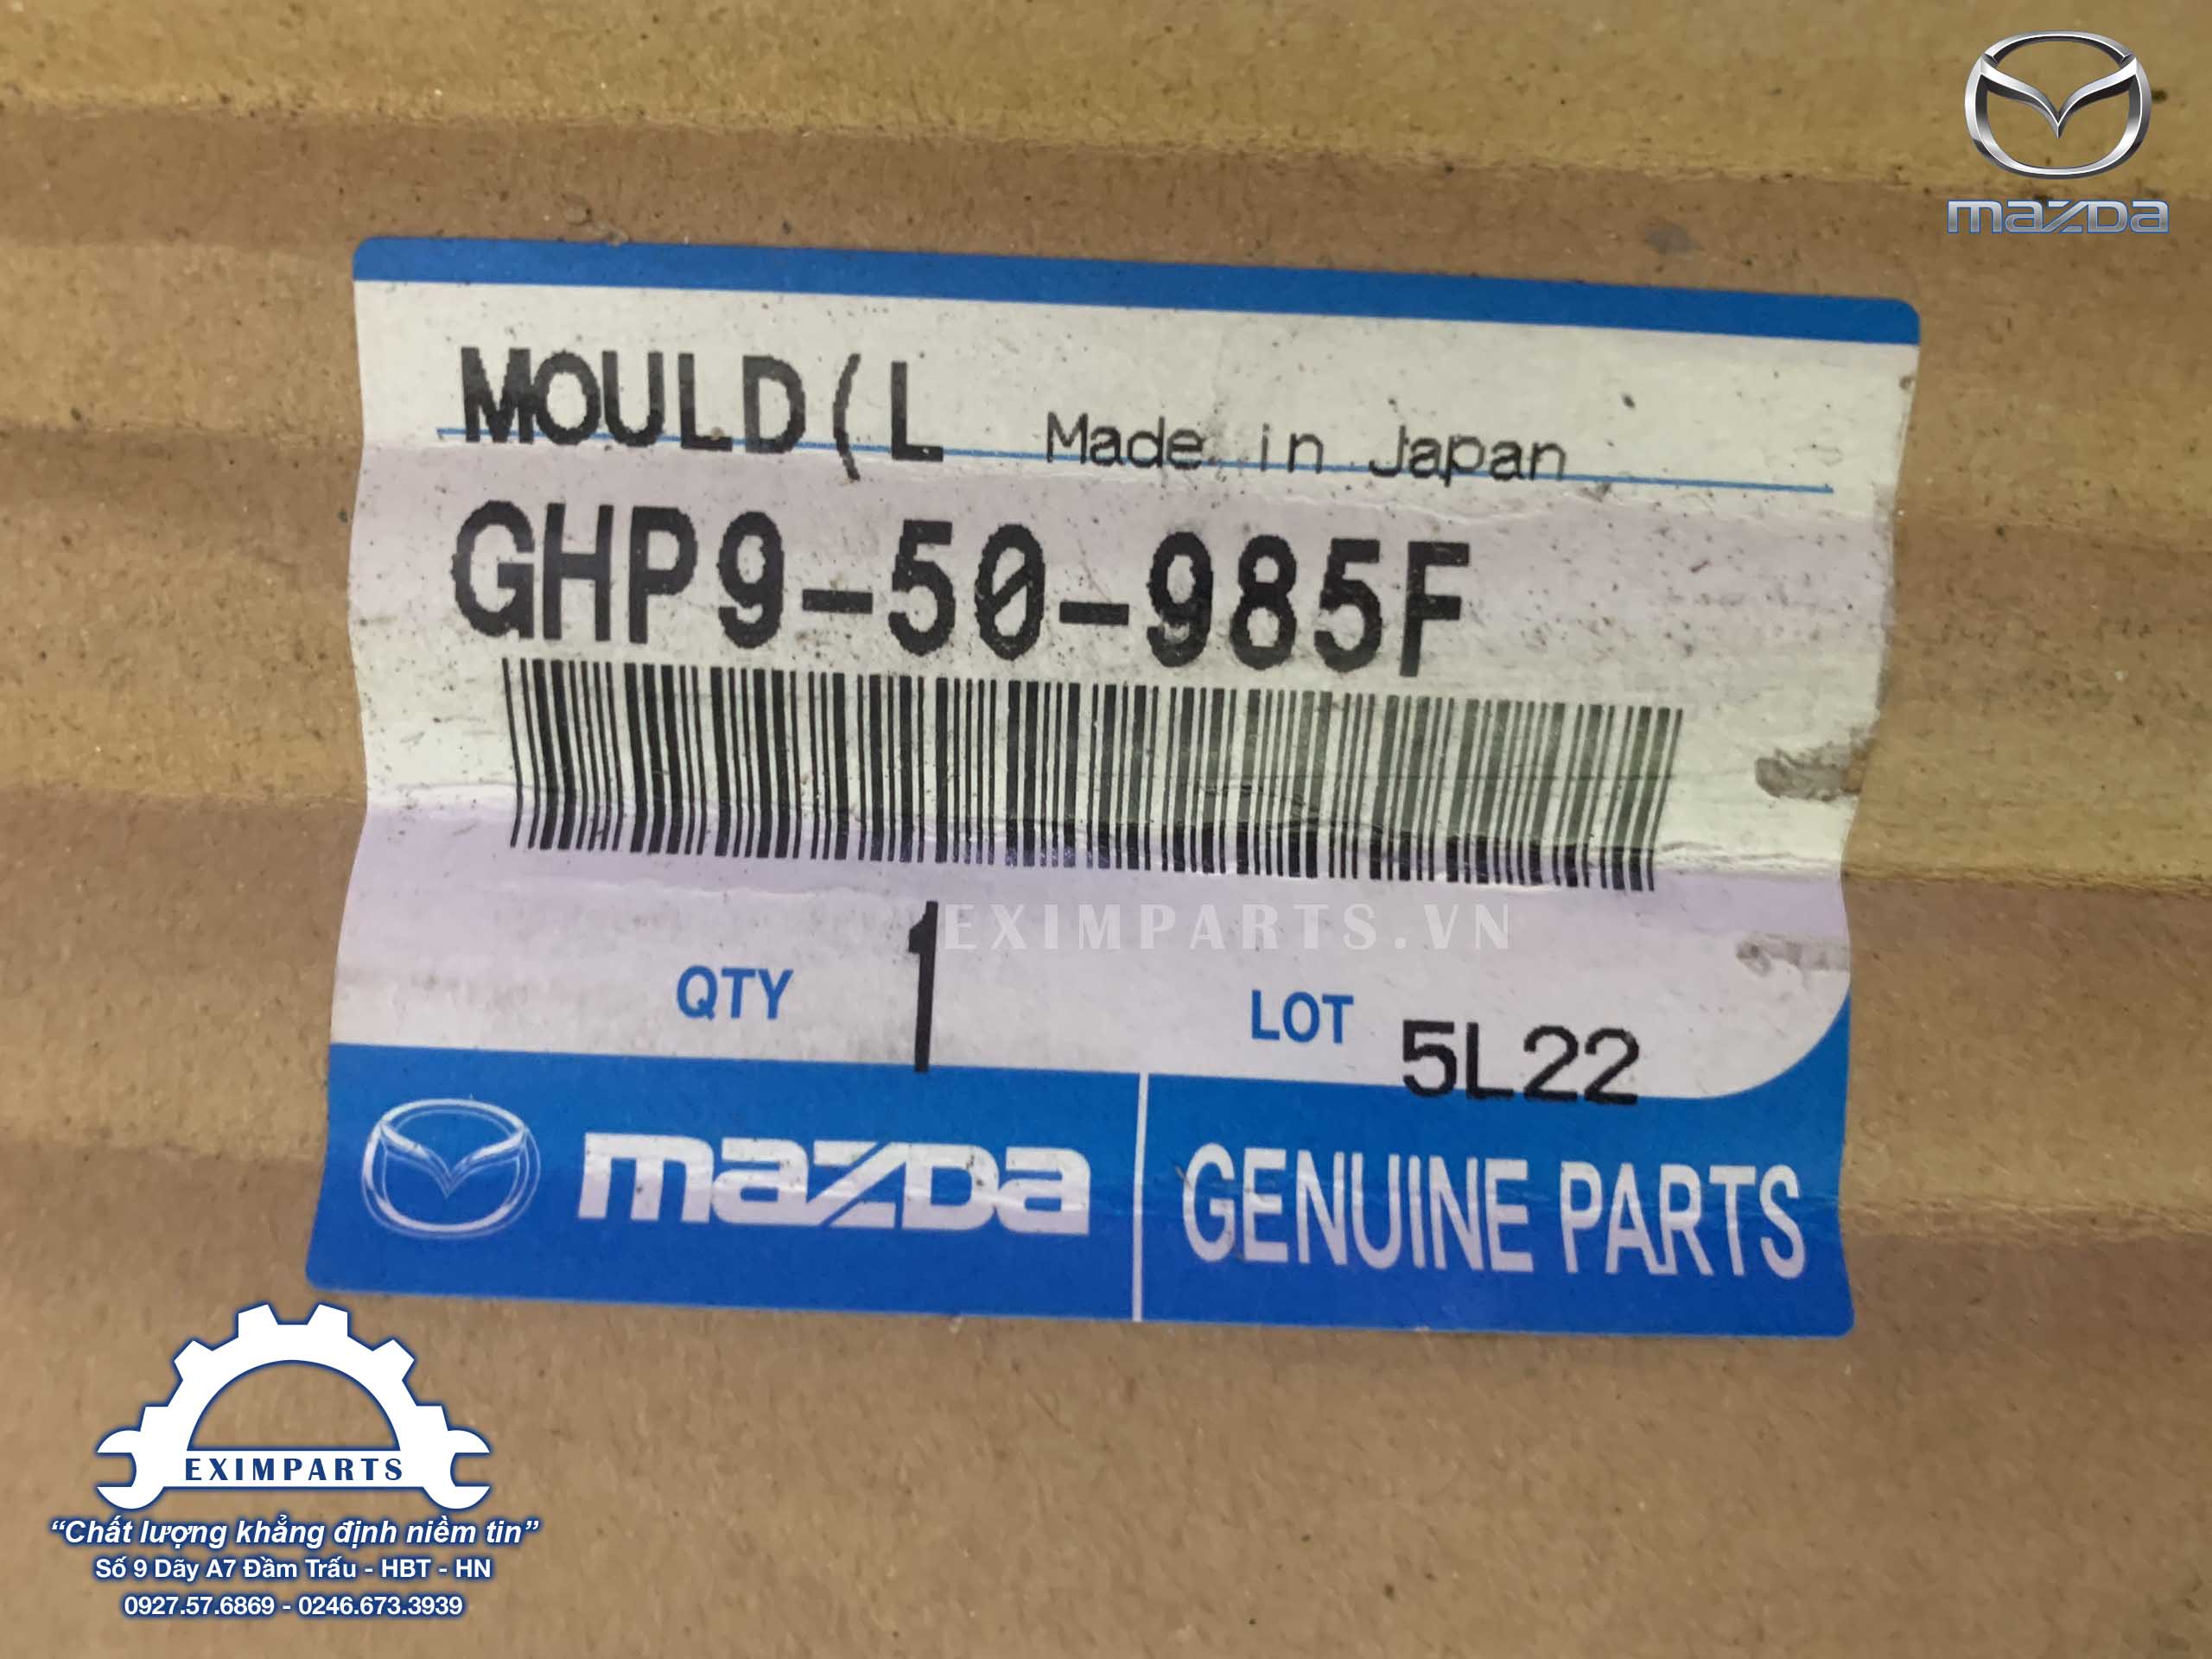 mazda
MOULD(L Made in Japan
GHP9-50-985F
EXIMPARTS.VN
QTY 1 LOT 5L22
mazda GENUINE PARTS
EXIMPARTS
“Chất lượng khẳng định niềm tin”
Số 9 Dãy A7 Đầm Trấu - HBT - HN
0927.57.6869 - 0246.673.3939